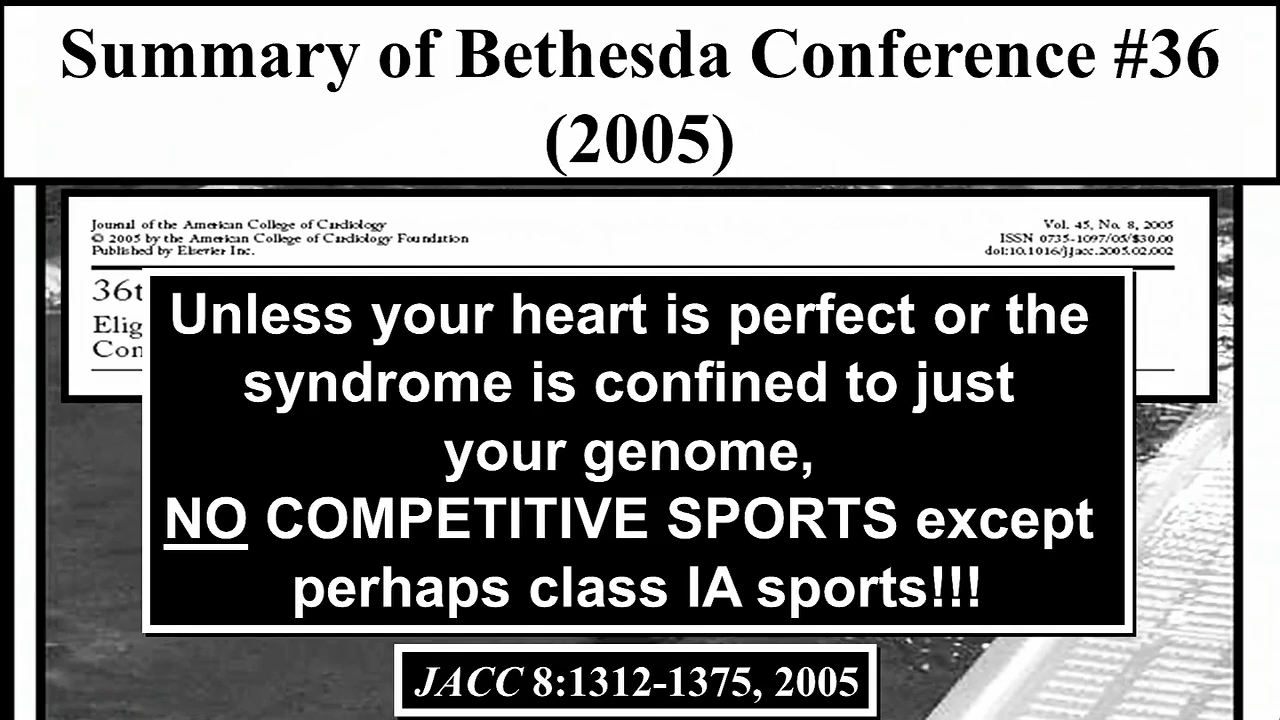 Summary of Bethesda Conference #36
(2005)
Journal of the American College of Cardiology
© 2005 by the American College of Cardiology Foundation
Published by Elsevier Inc.
Vol. 45, No. 8, 2005
ISSN 0735-1097/05/$30.00
doi:10.1016/j.jacc.2005.02.002
36t
Elig
Con
Unless your heart is perfect or the
syndrome is confined to just
your genome,
NO COMPETITIVE SPORTS except
perhaps class IA sports!!!
JACC 8:1312-1375, 2005